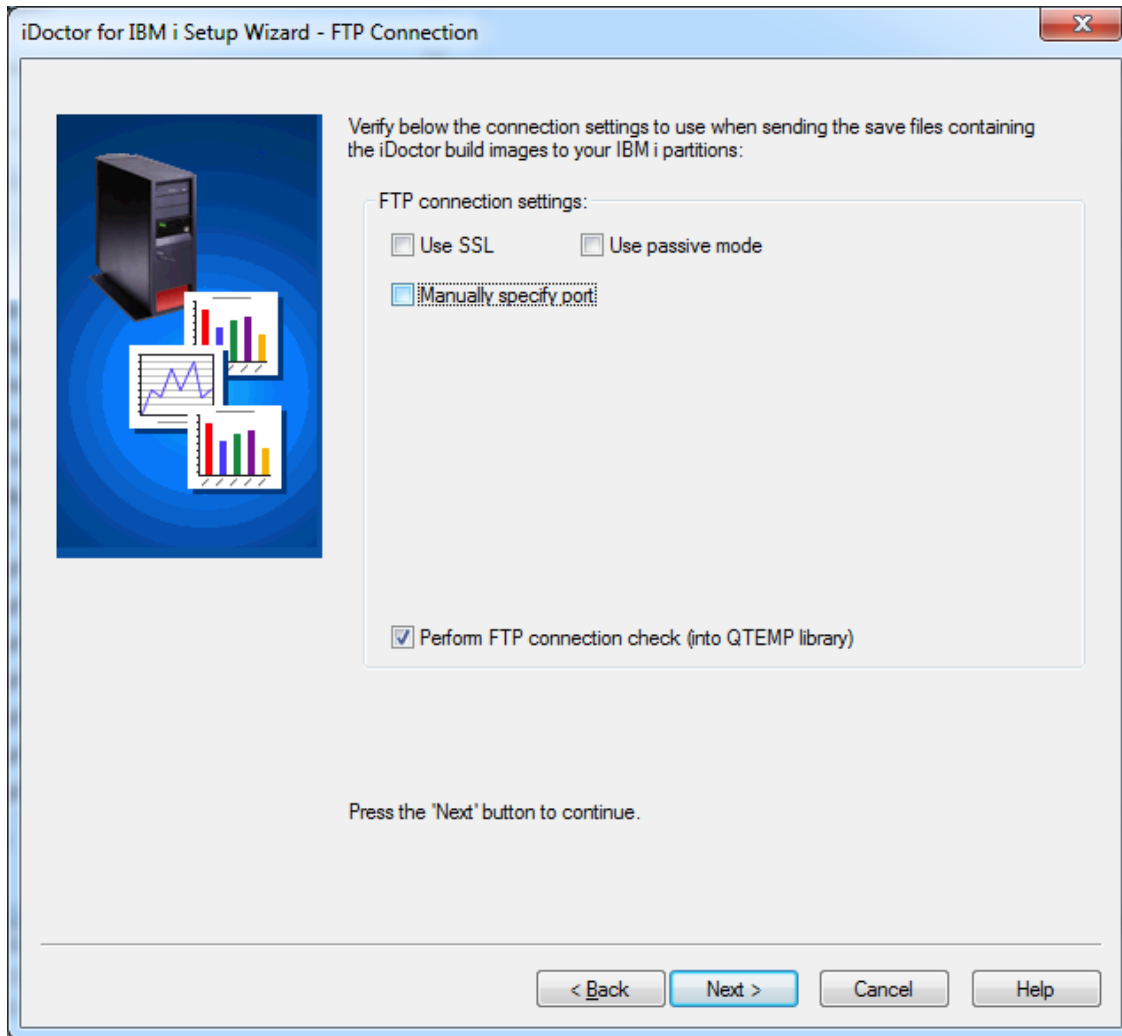 iDoctor for IBM i Setup Wizard - FTP Connection
Verify below the connection settings to use when sending the save files containing
the iDoctor build images to your IBM i partitions:
FTP connection settings:
Use SSL Use passive mode
Manually specify port
Perform FTP connection check (into QTEMP library)
Press the 'Next' button to continue.
< Back Next > Cancel Help